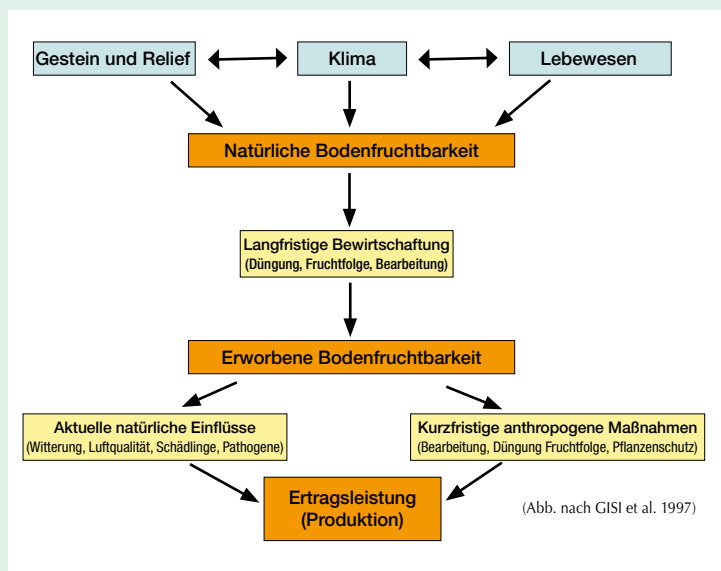 Gestein und Relief
Klima
Lebewesen
Natürliche Bodenfruchtbarkeit
Langfristige Bewirtschaftung
(Düngung, Fruchtfolge, Bearbeitung)
Erworbene Bodenfruchtbarkeit
Aktuelle natürliche Einflüsse
(Witterung, Luftqualität, Schädlinge, Pathogene)
Kurzfristige anthropogene Maßnahmen
(Bearbeitung, Düngung Fruchtfolge, Pflanzenschutz)
Ertragsleistung
(Produktion)
(Abb. nach GISI et al. 1997)